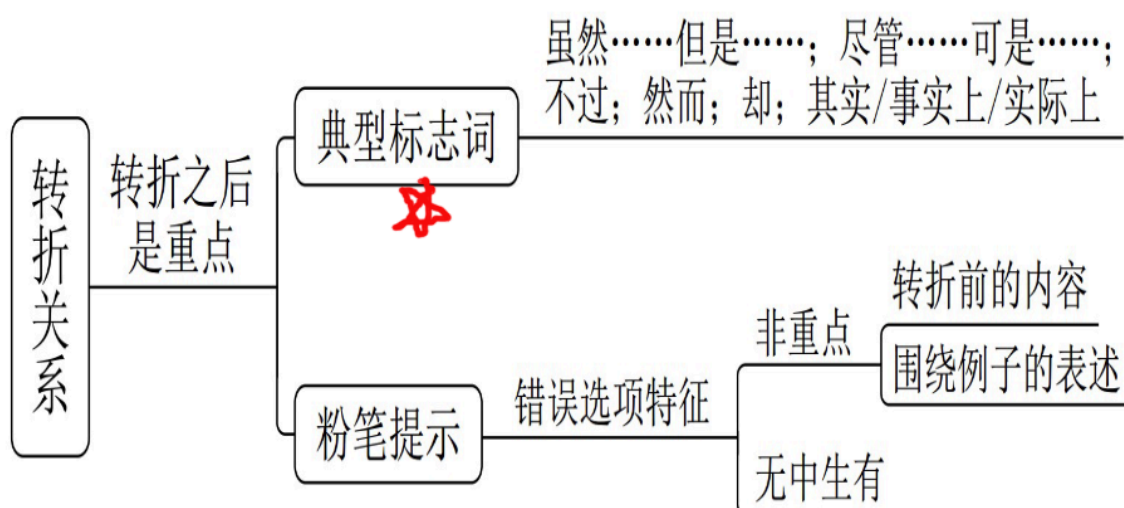 转折关系
转折之后
是重点
典型标志词
虽然……但是……；尽管……可是……；
不过；然而；却；其实/事实上/实际上
粉笔提示
错误选项特征
非重点
转折前的内容
围绕例子的表述
无中生有